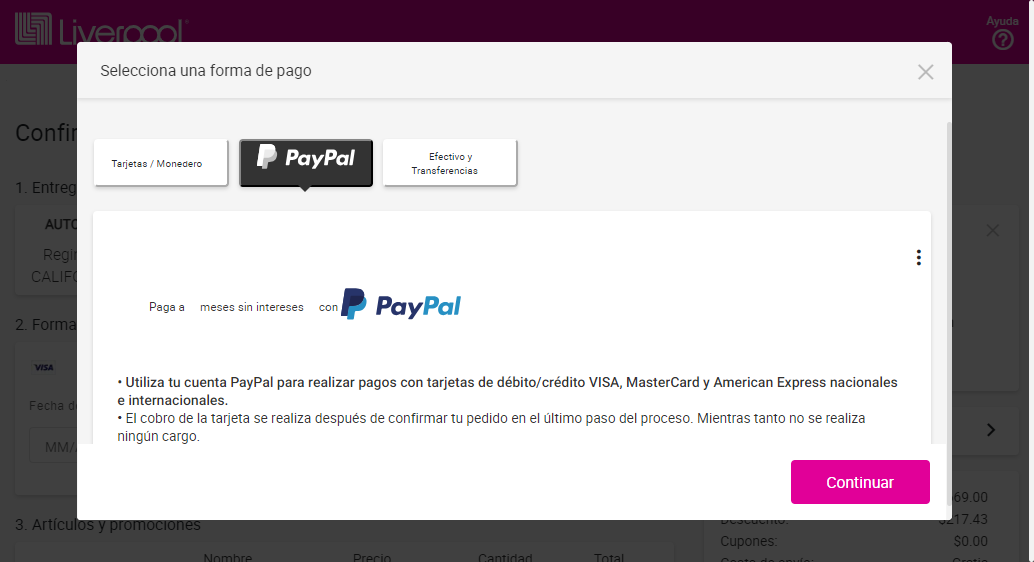 Liverpool
Ayuda
Selecciona una forma de pago
Tarjetas / Monedero
PayPal
Efectivo y
Transferencias
Paga a meses sin intereses con PayPal
• Utiliza tu cuenta PayPal para realizar pagos con tarjetas de débito/crédito VISA, MasterCard y American Express nacionales
e internacionales.
• El cobro de la tarjeta se realiza después de confirmar tu pedido en el último paso del proceso. Mientras tanto no se realiza
ningún cargo.
Continuar
1. Entreg
AUTO
Regin
CALIFO
2. Forma
VISA
Fecha de
MM/
3. Artículos y promociones
Nombre Precio Cantidad Total
69.00
Descuento: $217.43
Cupones: $0.00
Costo de envío: Gratis